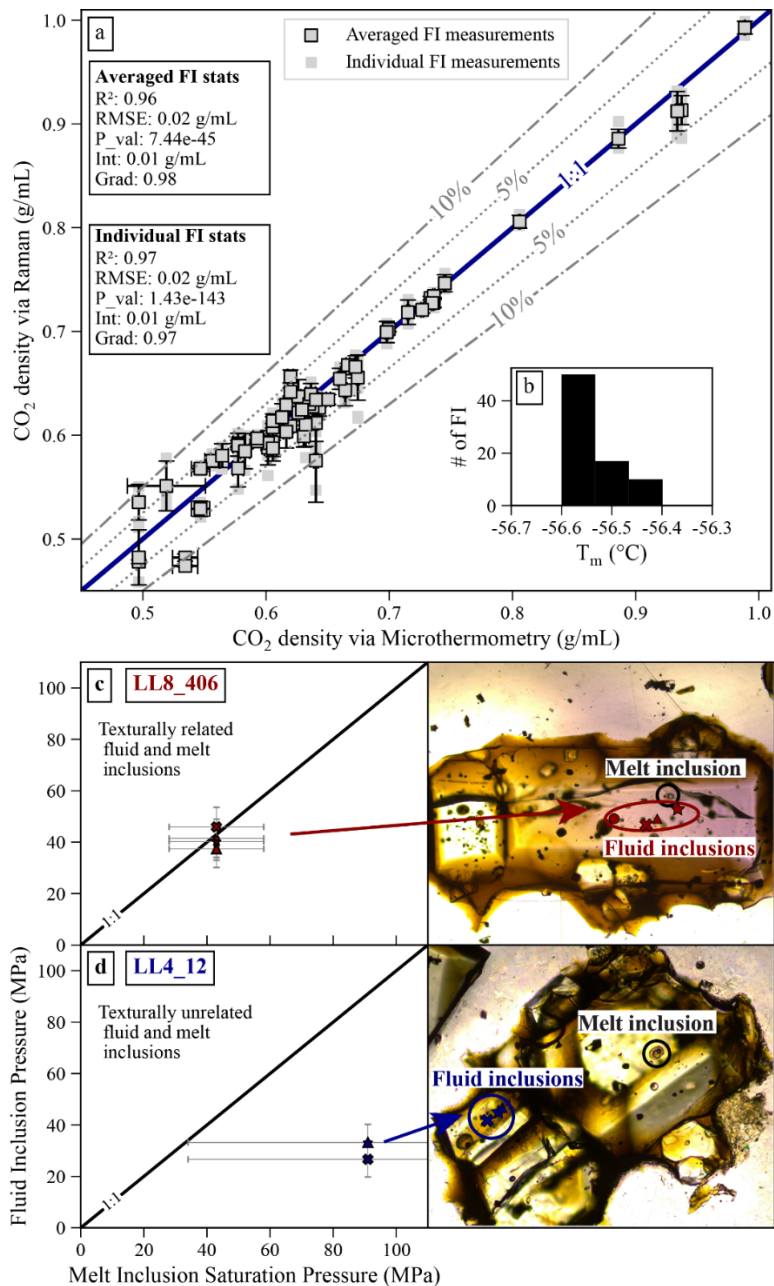 a
Averaged FI measurements
Individual FI measurements
Averaged FI stats
R²: 0.96
RMSE: 0.02 g/mL
P_val: 7.44e-45
Int: 0.01 g/mL
Grad: 0.98
Individual FI stats
R²: 0.97
RMSE: 0.02 g/mL
P_val: 1.43e-143
Int: 0.01 g/mL
Grad: 0.97
10%
5%
1:1
5%
10%
1.0
0.9
0.8
0.7
0.6
0.5
CO₂ density via Raman (g/mL)
b
40
20
0
# of FI
-56.7 -56.6 -56.5 -56.4 -56.3
Tₘ (°C)
0.5 0.6 0.7 0.8 0.9 1.0
CO₂ density via Microthermometry (g/mL)
c LL8_406
Texturally related
fluid and melt
inclusions
1:1
100
80
60
40
20
0
Melt inclusion
Fluid inclusions
d LL4_12
Texturally unrelated
fluid and melt
inclusions
1:1
100
80
60
40
20
0
Melt inclusion
Fluid inclusions
Fluid Inclusion Pressure (MPa)
0 20 40 60 80 100
Melt Inclusion Saturation Pressure (MPa)